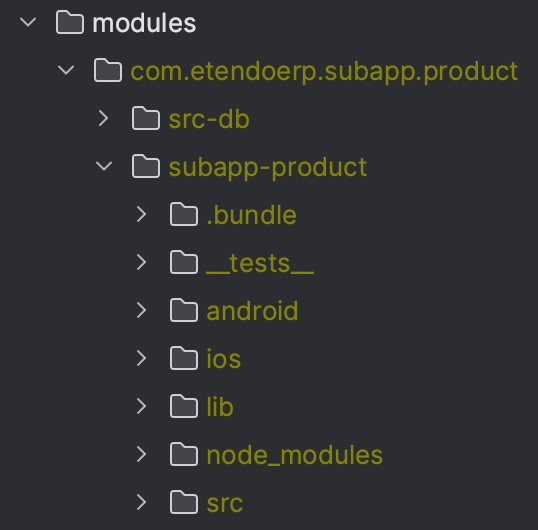 modules
com.etendoerp.subapp.product
src-db
subapp-product
.bundle
__tests__
android
ios
lib
node_modules
src